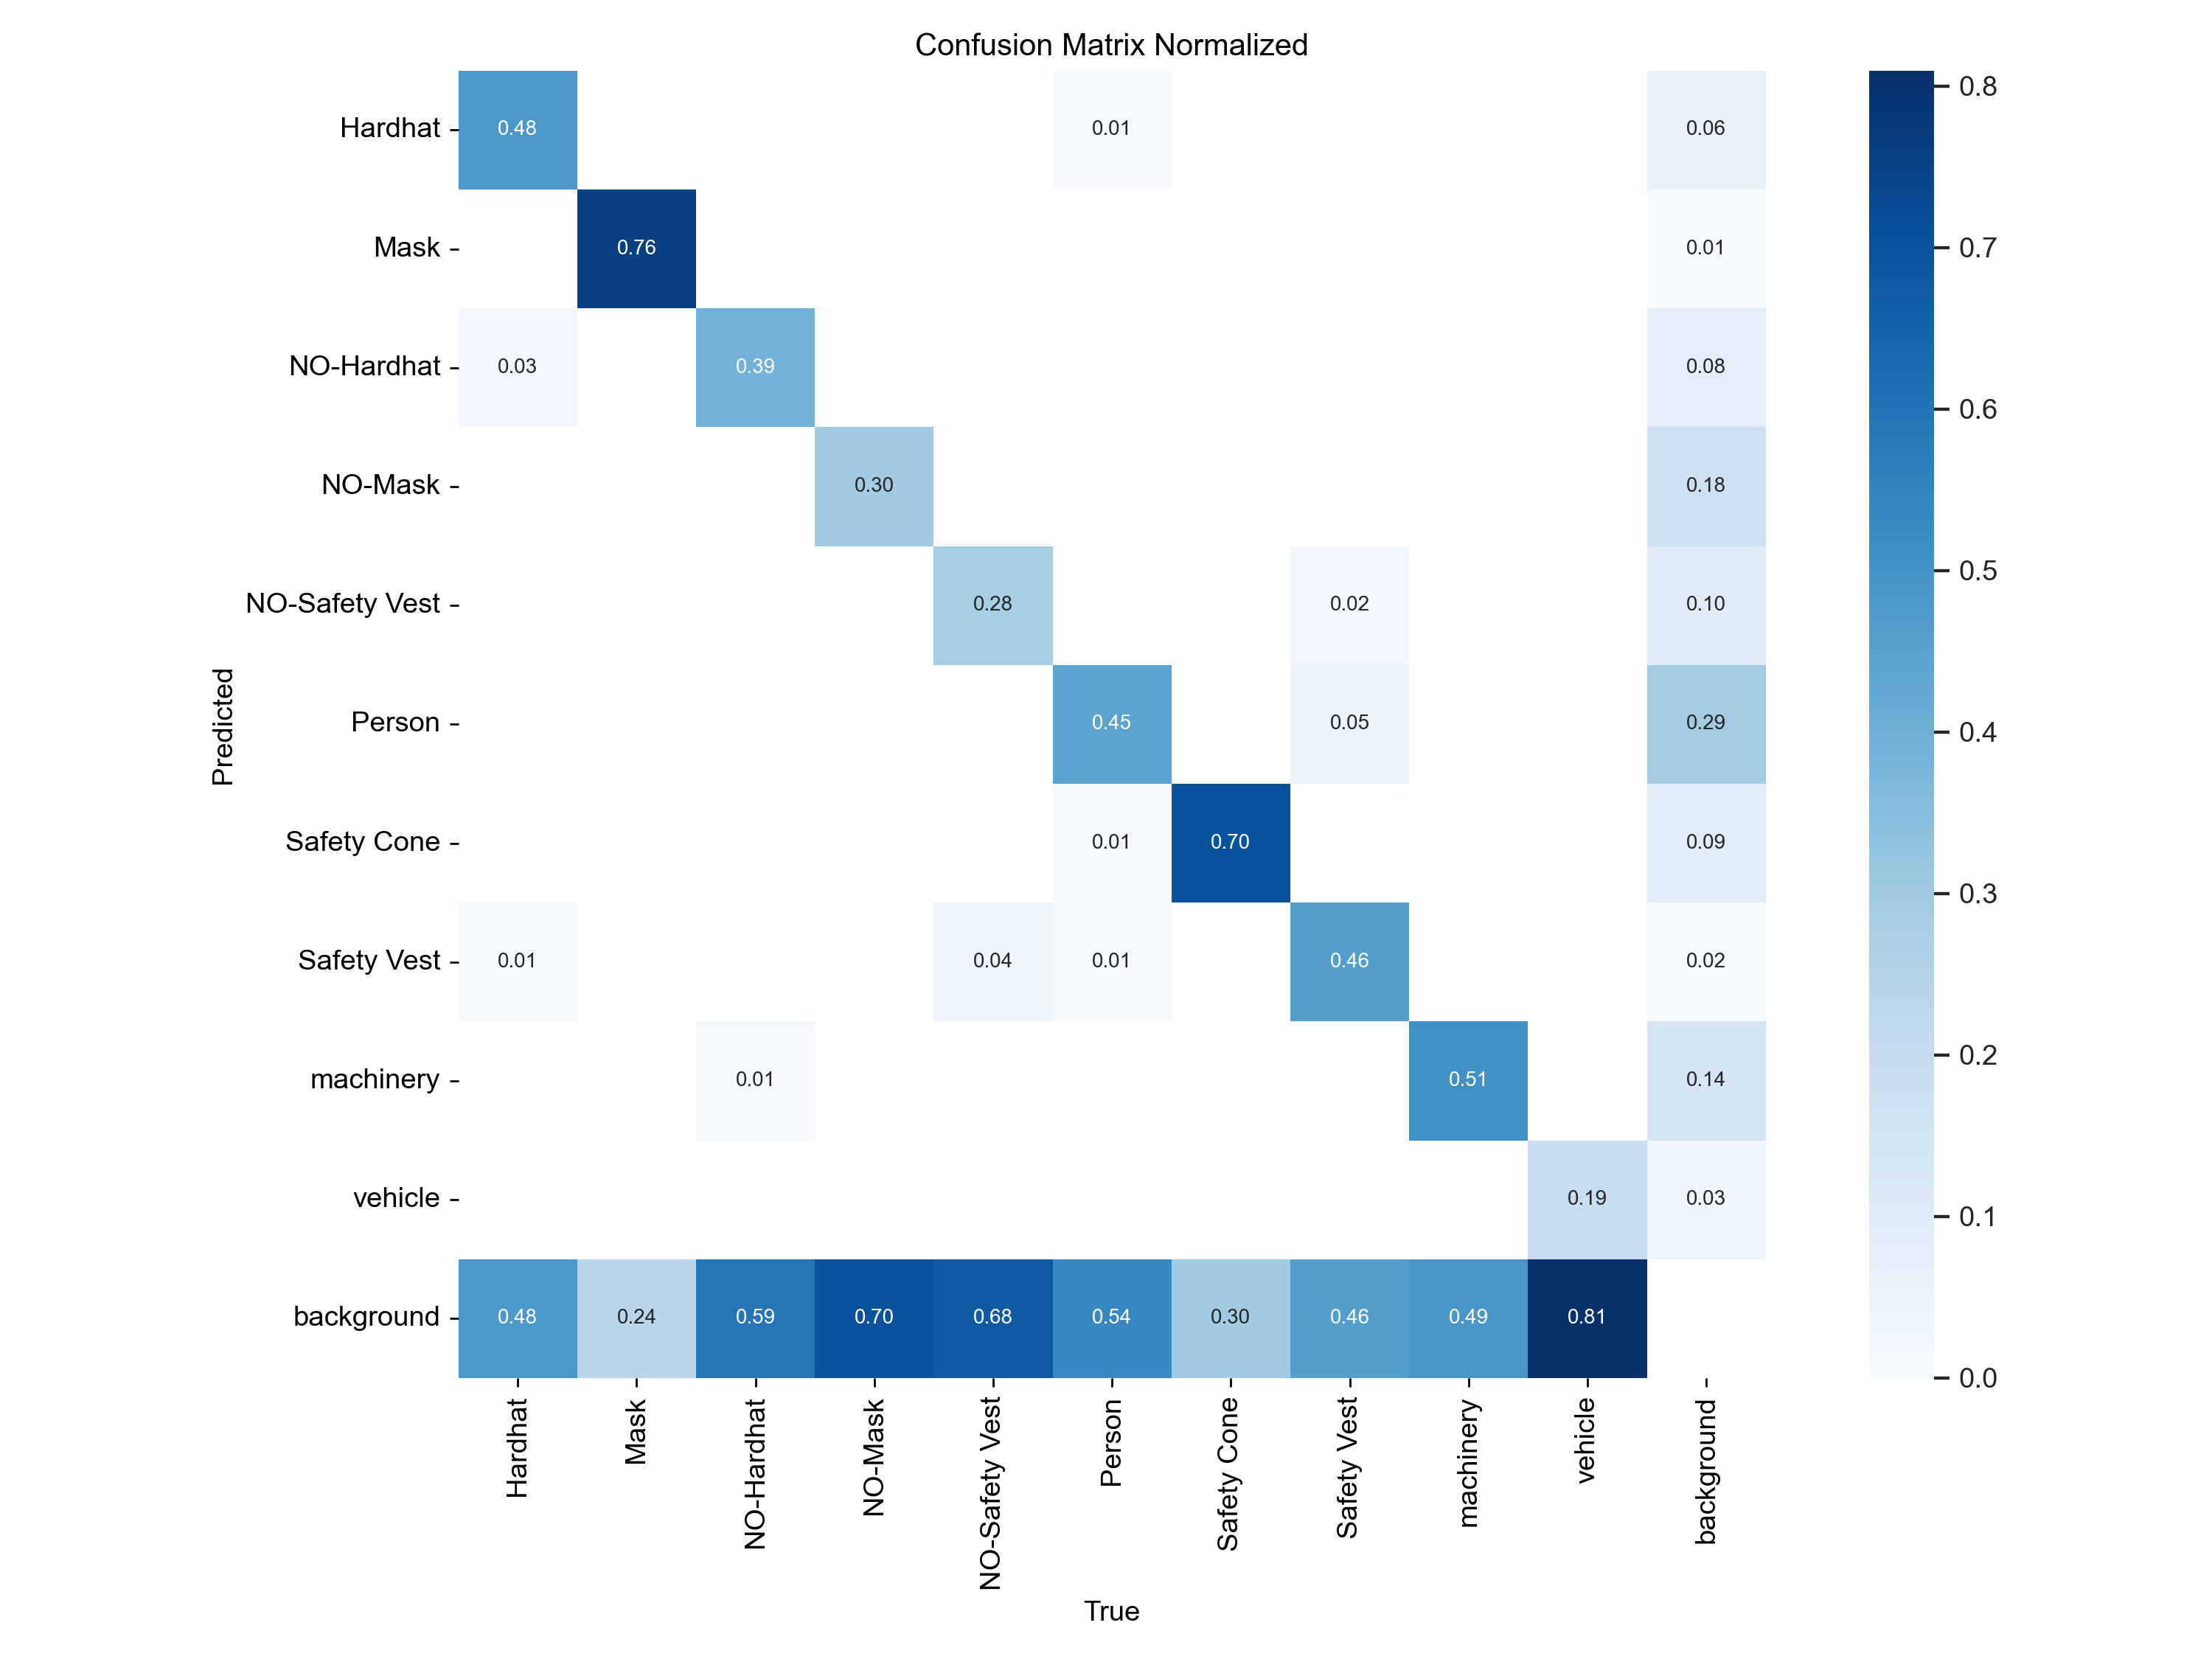 Confusion Matrix Normalized
Predicted
Hardhat 0.48 0.01 0.06
Mask 0.76 0.01
NO-Hardhat 0.03 0.39 0.08
NO-Mask 0.30 0.18
NO-Safety Vest 0.28 0.02 0.10
Person 0.45 0.05 0.29
Safety Cone 0.01 0.70 0.09
Safety Vest 0.01 0.04 0.01 0.46 0.02
machinery 0.01 0.51 0.14
vehicle 0.19 0.03
background 0.48 0.24 0.59 0.70 0.68 0.54 0.30 0.46 0.49 0.81
Hardhat
Mask
NO-Hardhat
NO-Mask
NO-Safety Vest
Person
Safety Cone
Safety Vest
machinery
vehicle
background
True
0.8
0.7
0.6
0.5
0.4
0.3
0.2
0.1
0.0